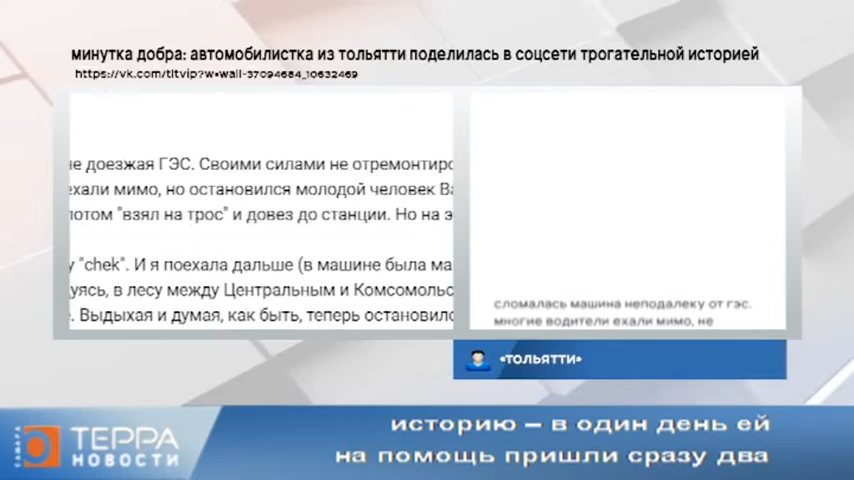 минутка добра: автомобилистка из тольятти поделилась в соцсети трогательной историей
https://vk.com/tltvip?w=wall-37094684_10632469
не доезжая ГЭС. Своими силами не отремонтиро
ехали мимо, но остановился молодой человек Ва
потом "взял на трос" и довез до станции. Но на э
у "chek". И я поехала дальше (в машине была ма
дуясь, в лесу между Центральным и Комсомольс
е. Выдыхая и думая, как быть, теперь остановилс
сломалась машина неподалеку от гэс.
многие водители ехали мимо, не
«тольятти»
историю – в один день ей
на помощь пришли сразу два
самара
ТЕРРА
НОВОСТИ